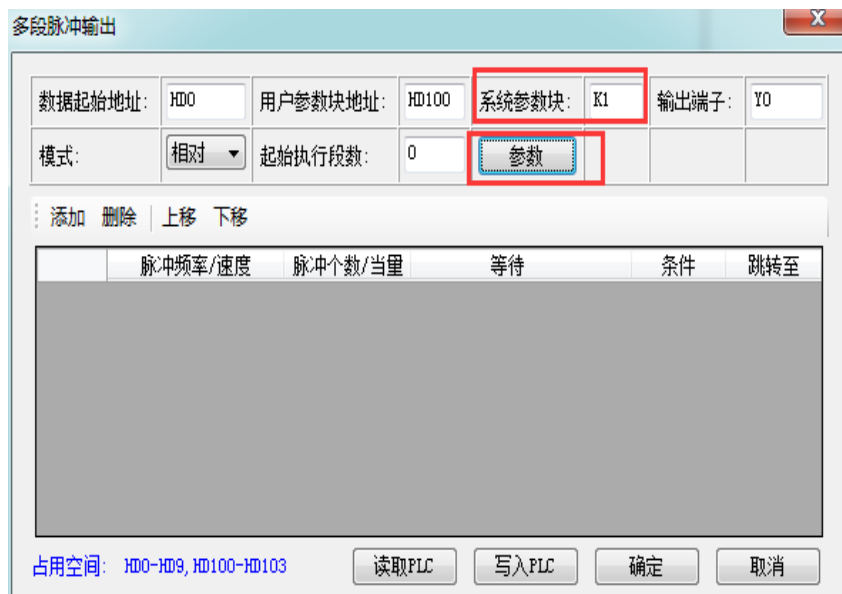 多段脉冲输出
数据起始地址: HD0 用户参数块地址: HD100 系统参数块: K1 输出端子: Y0
模式: 相对 起始执行段数: 0 参数
添加 删除 上移 下移
脉冲频率/速度 脉冲个数/当量 等待 条件 跳转至
占用空间: HD0-HD9,HD100-HD103 读取PLC 写入PLC 确定 取消